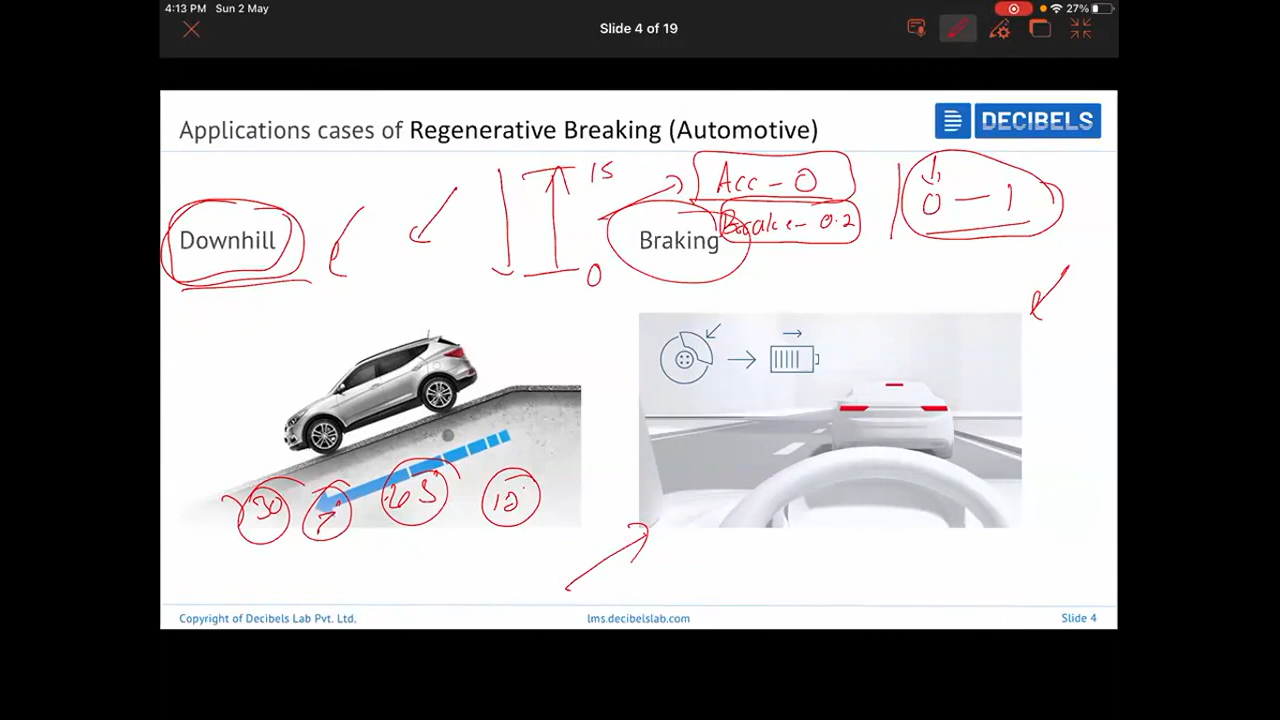 4:13 PM Sun 2 May
27%
Slide 4 of 19
Applications cases of Regenerative Breaking (Automotive)
DECIBELS
15
Acc - 0
0 - 1
Brake - 0.2
Downhill
Braking
0
30
Copyright of Decibels Lab Pvt. Ltd.
lms.decibelslab.com
Slide 4